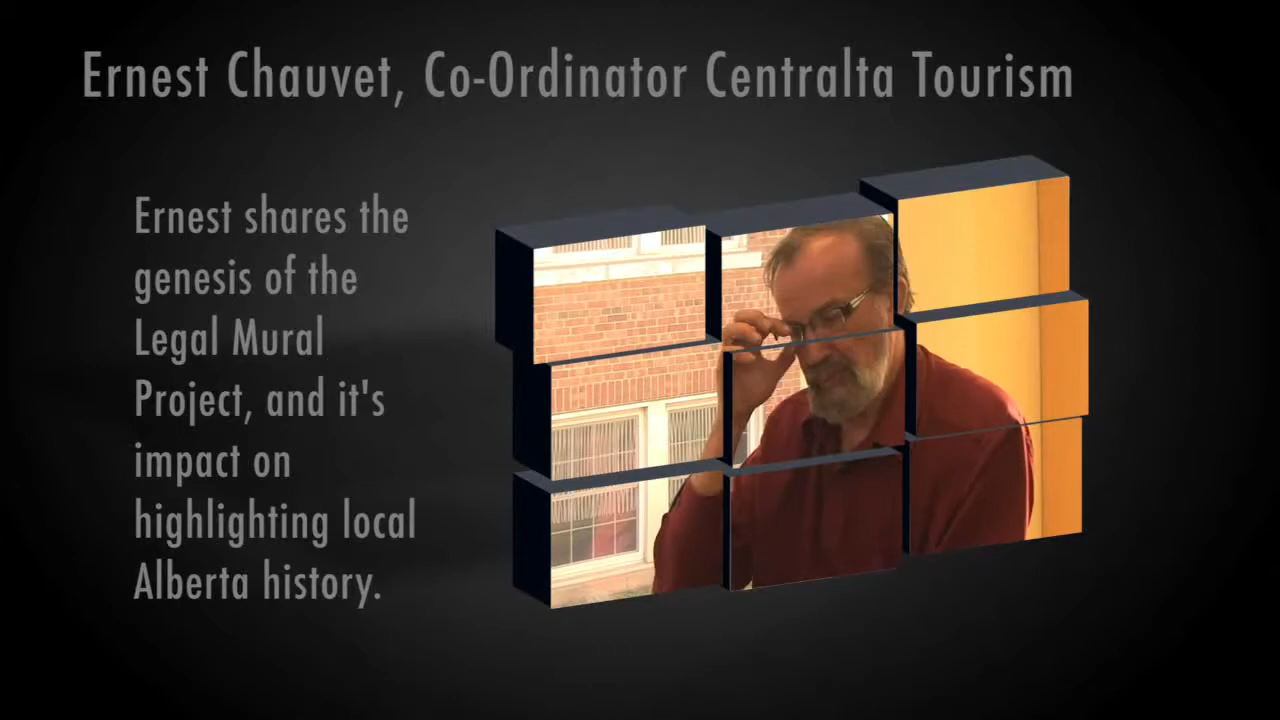 Ernest Chauvet, Co-Ordinator Centralta Tourism
Ernest shares the
genesis of the
Legal Mural
Project, and it's
impact on
highlighting local
Alberta history.